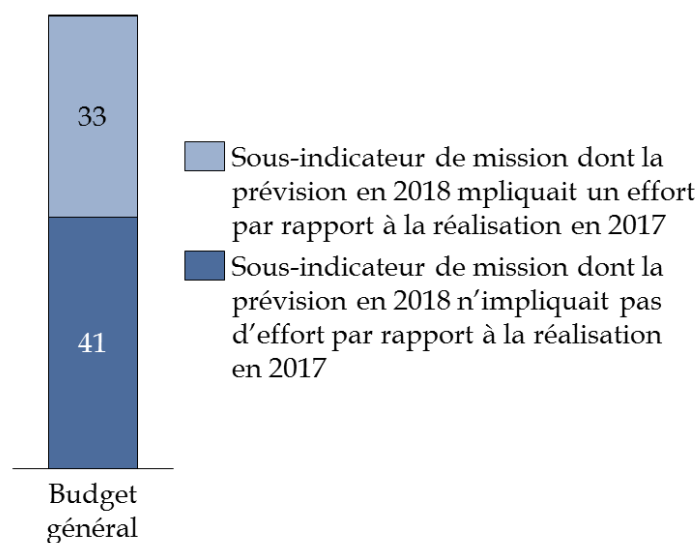 33
Sous-indicateur de mission dont la
prévision en 2018 mpliquait un effort
par rapport à la réalisation en 2017
Sous-indicateur de mission dont la
prévision en 2018 n’impliquait pas
d’effort par rapport à la réalisation
en 2017
41
Budget
général